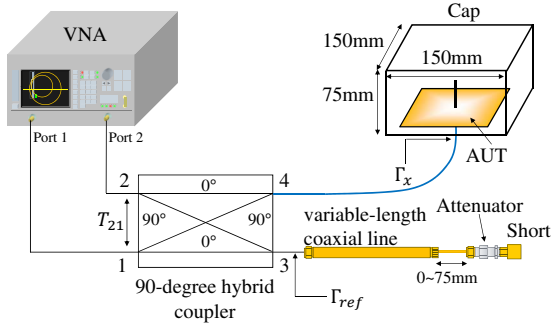 VNA
Port 1
Port 2
Cap
150mm
150mm
75mm
AUT
Γₓ
2
0°
4
T₂₁
90°
90°
0°
1
3
90-degree hybrid
coupler
variable-length
coaxial line
Attenuator
Short
0~75mm
Γ_ref